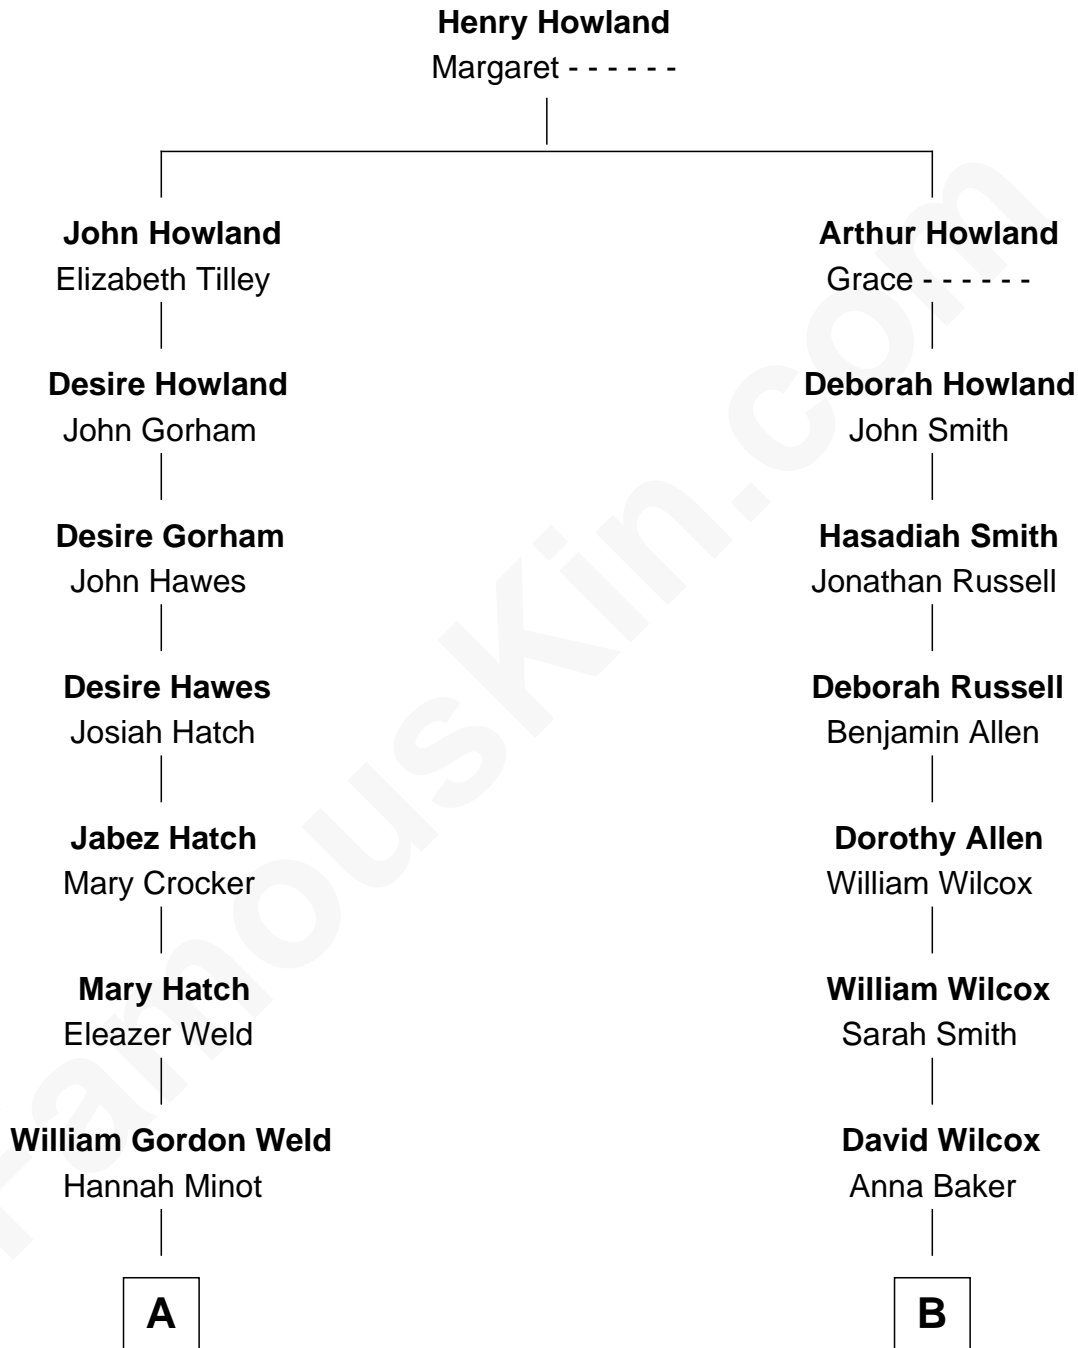 Henry Howland
Margaret - - - - - -
John Howland
Elizabeth Tilley
Arthur Howland
Grace - - - - - -
Desire Howland
John Gorham
Deborah Howland
John Smith
Desire Gorham
John Hawes
Hasadiah Smith
Jonathan Russell
Desire Hawes
Josiah Hatch
Deborah Russell
Benjamin Allen
Jabez Hatch
Mary Crocker
Dorothy Allen
William Wilcox
Mary Hatch
Eleazer Weld
William Wilcox
Sarah Smith
William Gordon Weld
Hannah Minot
David Wilcox
Anna Baker
A
B
FamousKin.com